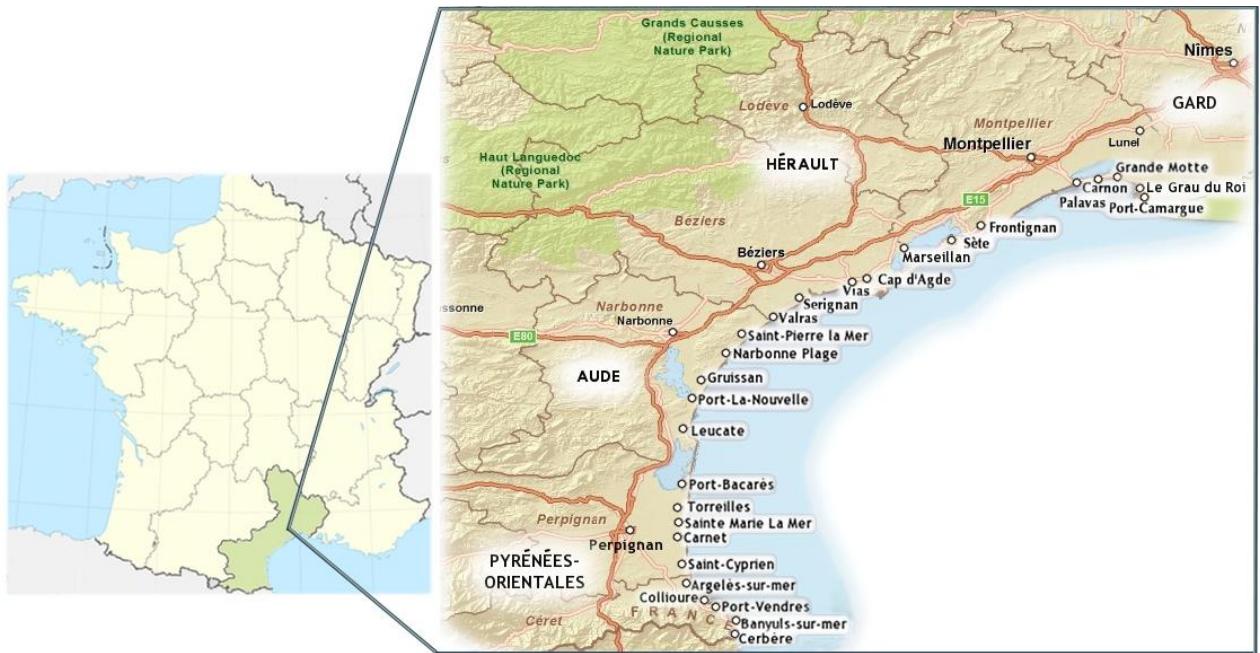 Grands Causses
(Regional
Nature Park)
Nîmes
GARD
Lodève
Lodève
Montpellier
Montpellier
Lunel
HÉRAULT
Haut Languedoc
(Regional
Nature Park)
Grande Motte
Carnon
Le Grau du Roi
Palavas
Port-Camargue
E15
Béziers
Frontignan
Sète
Béziers
Marseillan
Cap d'Agde
Vias
Serignan
Narbonne
Valras
ssonne
Narbonne
E80
Saint-Pierre la Mer
Narbonne Plage
AUDE
Gruissan
Port-La-Nouvelle
Leucate
Port-Bacarès
Torreilles
Perpignan
Sainte Marie La Mer
Perpignan
Carnet
PYRÉNÉES-
ORIENTALES
Saint-Cyprien
Argelès-sur-mer
Collioure
Port-Vendres
FRANCE
Céret
Banyuls-sur-mer
Cerbère